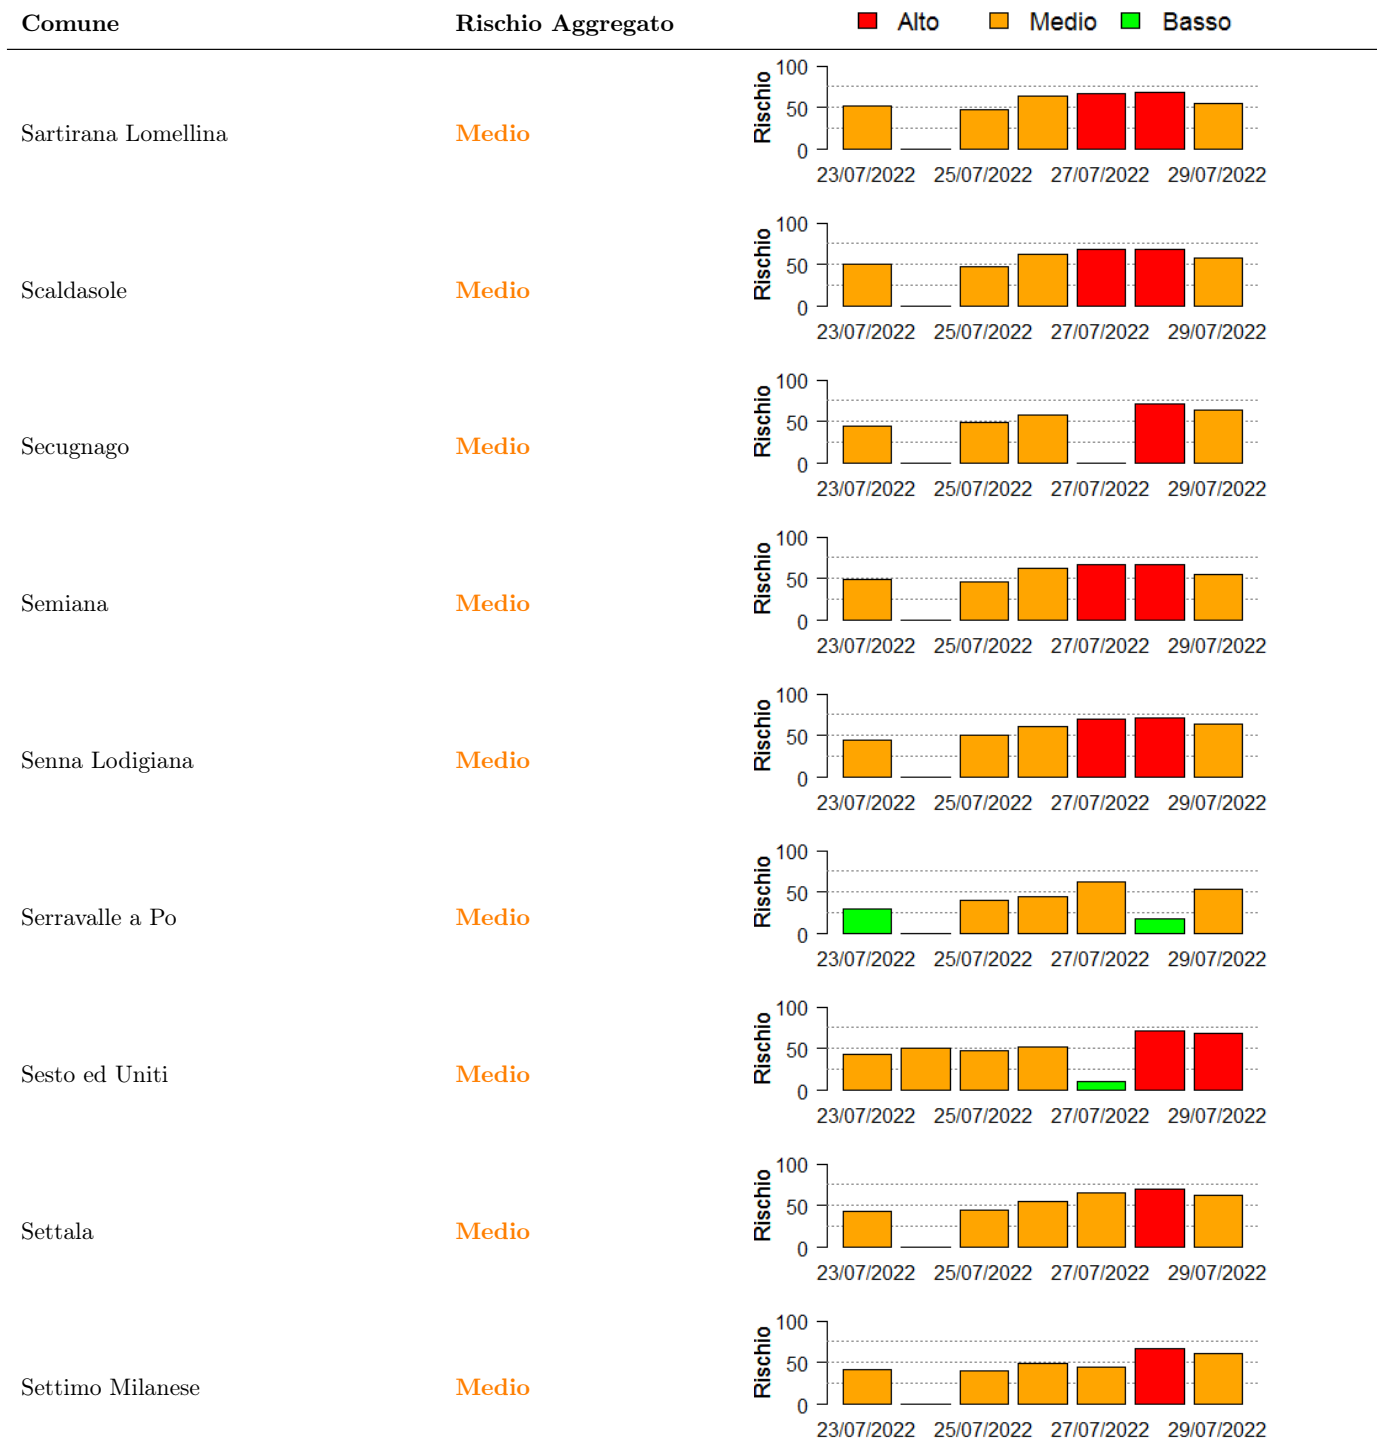 Comune Rischio Aggregato Alto Medio Basso
100
50
0
Rischio
Sartirana Lomellina Medio
23/07/2022 25/07/2022 27/07/2022 29/07/2022
100
50
0
Rischio
Scaldasole Medio
23/07/2022 25/07/2022 27/07/2022 29/07/2022
100
50
0
Rischio
Secugnago Medio
23/07/2022 25/07/2022 27/07/2022 29/07/2022
100
50
0
Rischio
Semiana Medio
23/07/2022 25/07/2022 27/07/2022 29/07/2022
100
50
0
Rischio
Senna Lodigiana Medio
23/07/2022 25/07/2022 27/07/2022 29/07/2022
100
50
0
Rischio
Serravalle a Po Medio
23/07/2022 25/07/2022 27/07/2022 29/07/2022
100
50
0
Rischio
Sesto ed Uniti Medio
23/07/2022 25/07/2022 27/07/2022 29/07/2022
100
50
0
Rischio
Settala Medio
23/07/2022 25/07/2022 27/07/2022 29/07/2022
100
50
0
Rischio
Settimo Milanese Medio
23/07/2022 25/07/2022 27/07/2022 29/07/2022